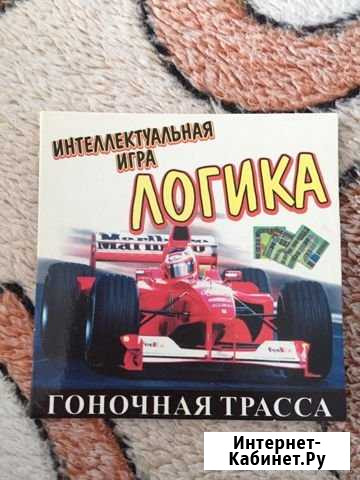 ИНТЕЛЛЕКТУАЛЬНАЯ
ИГРА
ЛОГИКА
Marlboro
FedEx
FedEx
ГОНОЧНАЯ ТРАССА
Интернет-
Кабинет.Ру